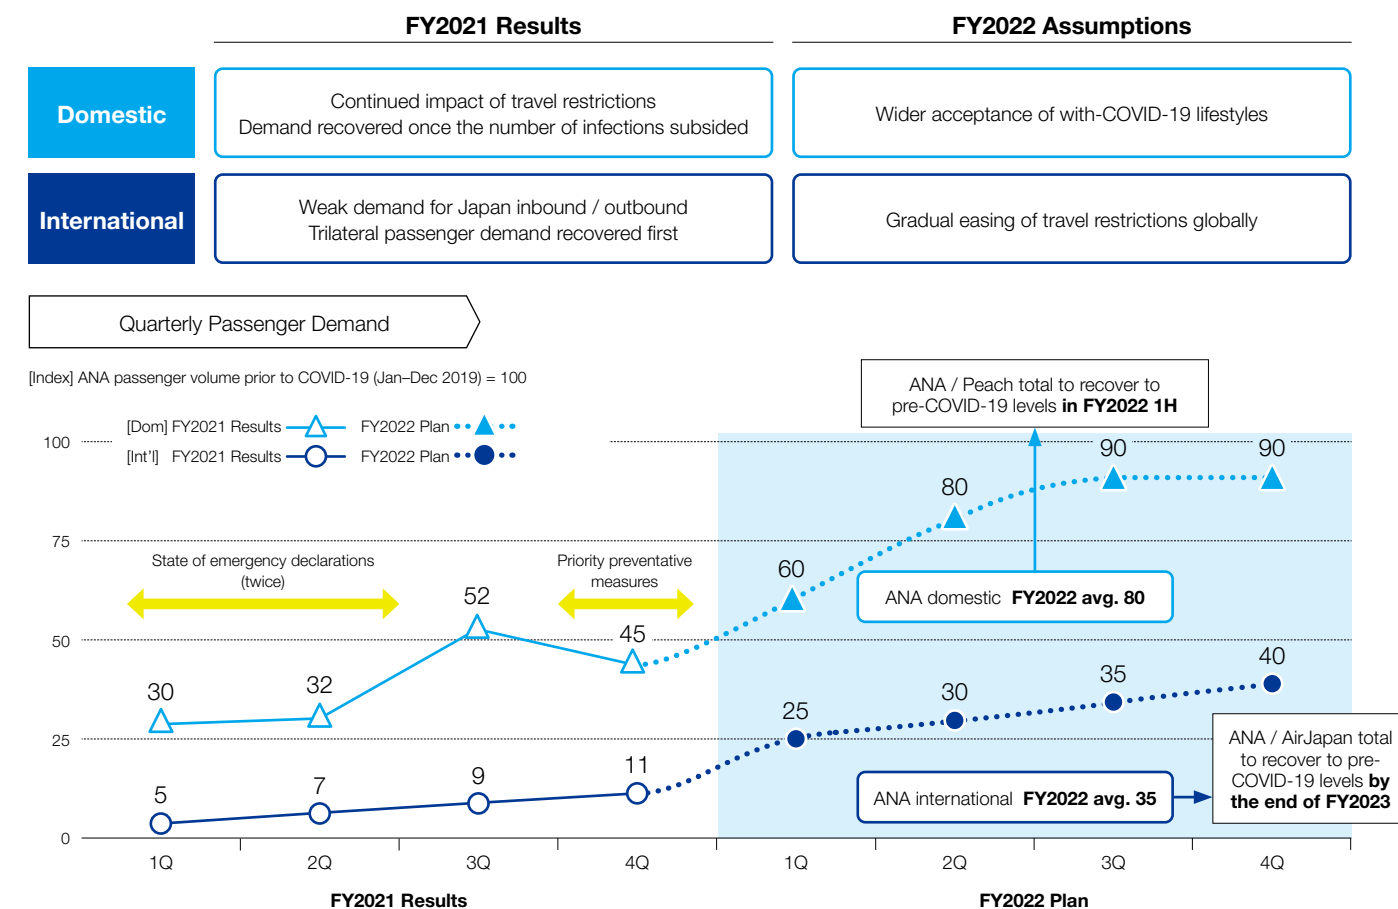 FY2021 Results
FY2022 Assumptions
Domestic
Continued impact of travel restrictions
Demand recovered once the number of infections subsided
Wider acceptance of with-COVID-19 lifestyles
International
Weak demand for Japan inbound / outbound
Trilateral passenger demand recovered first
Gradual easing of travel restrictions globally
Quarterly Passenger Demand
[Index] ANA passenger volume prior to COVID-19 (Jan–Dec 2019) = 100
[Dom] FY2021 Results
FY2022 Plan
[Int'l] FY2021 Results
FY2022 Plan
ANA / Peach total to recover to
pre-COVID-19 levels in FY2022 1H
100
75
50
25
0
State of emergency declarations
(twice)
Priority preventative
measures
30
32
52
45
60
80
90
90
ANA domestic FY2022 avg. 80
5
7
9
11
25
30
35
40
ANA international FY2022 avg. 35
ANA / AirJapan total
to recover to pre-
COVID-19 levels by
the end of FY2023
1Q
2Q
3Q
4Q
1Q
2Q
3Q
4Q
FY2021 Results
FY2022 Plan